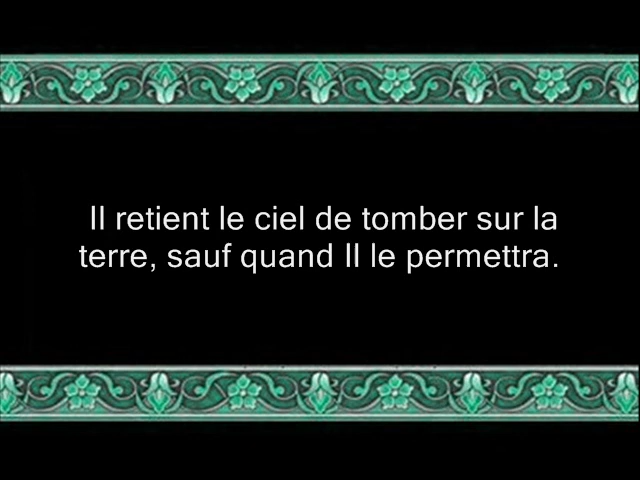 Il retient le ciel de tomber sur la
terre, sauf quand Il le permettra.